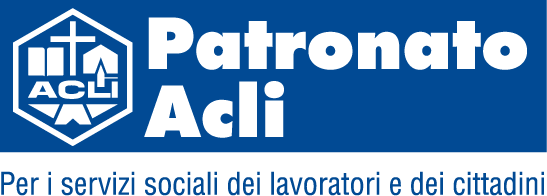 ACLI
Patronato
Acli
Per i servizi sociali dei lavoratori e dei cittadini